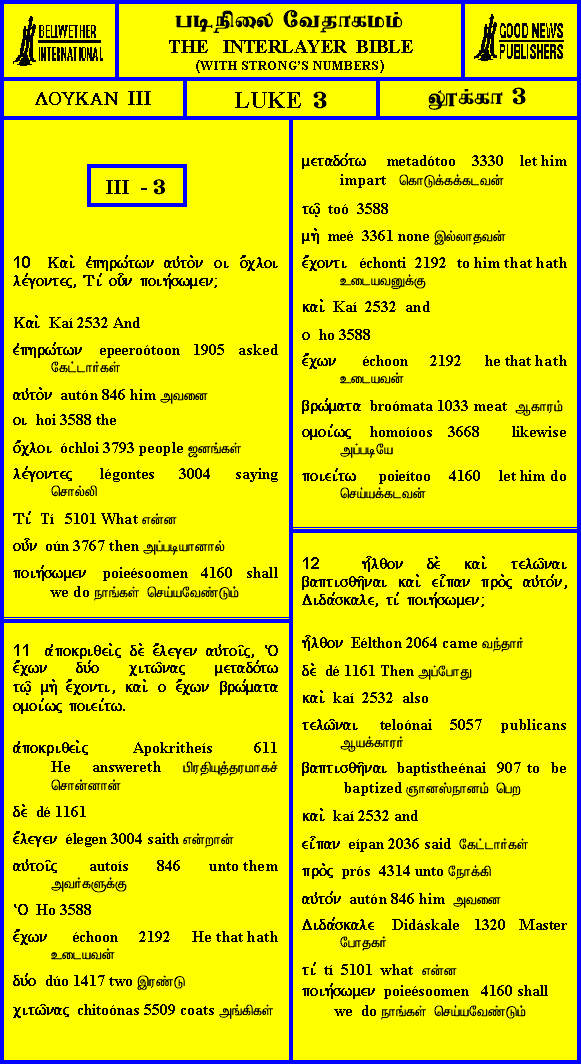 BELLWETHER
INTERNATIONAL
படிநிலை வேதாகமம்
THE INTERLAYER BIBLE
(WITH STRONG'S NUMBERS)
GOOD NEWS
PUBLISHERS
ΛΟΥΚΑΝ III
LUKE 3
லூக்கா 3
III - 3
10 Καὶ ἐπηρώτων αὐτὸν οι ὄχλοι
λέγοντες, Τί οὖν ποιήσωμεν;
Καὶ Kaí 2532 And
ἐπηρώτων epeeroótoon 1905 asked
கேட்டார்கள்
αὐτὸν autón 846 him அவனை
οι hoi 3588 the
ὄχλοι óchloi 3793 people ஜனங்கள்
λέγοντες légontes 3004 saying
சொல்லி
Τί Tí 5101 What என்ன
οὖν oún 3767 then அப்படியானால்
ποιήσωμεν poieésoomen 4160 shall
we do நாங்கள் செய்யவேண்டும்
11 ἀποκριθεὶς δὲ ἔλεγεν αὐτοῖς, Ὁ
ἔχων δύο χιτῶνας μεταδότω
τῷ μὴ ἔχοντι, καὶ ο ἔχων βρώματα
ομοίως ποιείτω.
ἀποκριθεὶς Apokritheís 611
He answereth பிரதியுத்தரமாகச்
சொன்னான்
δὲ dé 1161
ἔλεγεν élegen 3004 saith என்றான்
αὐτοῖς autoís 846 unto them
அவர்களுக்கு
Ὁ Ho 3588
ἔχων échoon 2192 He that hath
உடையவன்
δύο dúo 1417 two இரண்டு
χιτῶνας chitoónas 5509 coats அங்கிகள்
μεταδότω metadótoo 3330 let him
impart கொடுக்கக்கடவன்
τῷ toó 3588
μὴ meé 3361 none இல்லாதவன்
ἔχοντι échonti 2192 to him that hath
உடையவனுக்கு
καὶ Kaí 2532 and
ο ho 3588
ἔχων échoon 2192 he that hath
உடையவன்
βρώματα broómata 1033 meat ஆகாரம்
ομοίως homoíoos 3668 likewise
அப்படியே
ποιείτω poieítoo 4160 let him do
செய்யக்கடவன்
12 ἦλθον δὲ καὶ τελῶναι
βαπτισθῆναι καὶ εἶπαν πρὸς αὐτόν,
Διδάσκαλε, τί ποιήσωμεν;
ἦλθον Eélthon 2064 came வந்தார்
δὲ dé 1161 Then அப்போது
καὶ kaí 2532 also
τελῶναι teloónai 5057 publicans
ஆயக்காரர்
βαπτισθῆναι baptistheénai 907 to be
baptized ஞானஸ்நானம் பெற
καὶ kaí 2532 and
εἶπαν eípan 2036 said கேட்டார்கள்
πρὸς prós 4314 unto நோக்கி
αὐτόν autón 846 him அவனை
Διδάσκαλε Didáskale 1320 Master
போதகர்
τί tí 5101 what என்ன
ποιήσωμεν poieésoomen 4160 shall
we do நாங்கள் செய்யவேண்டும்